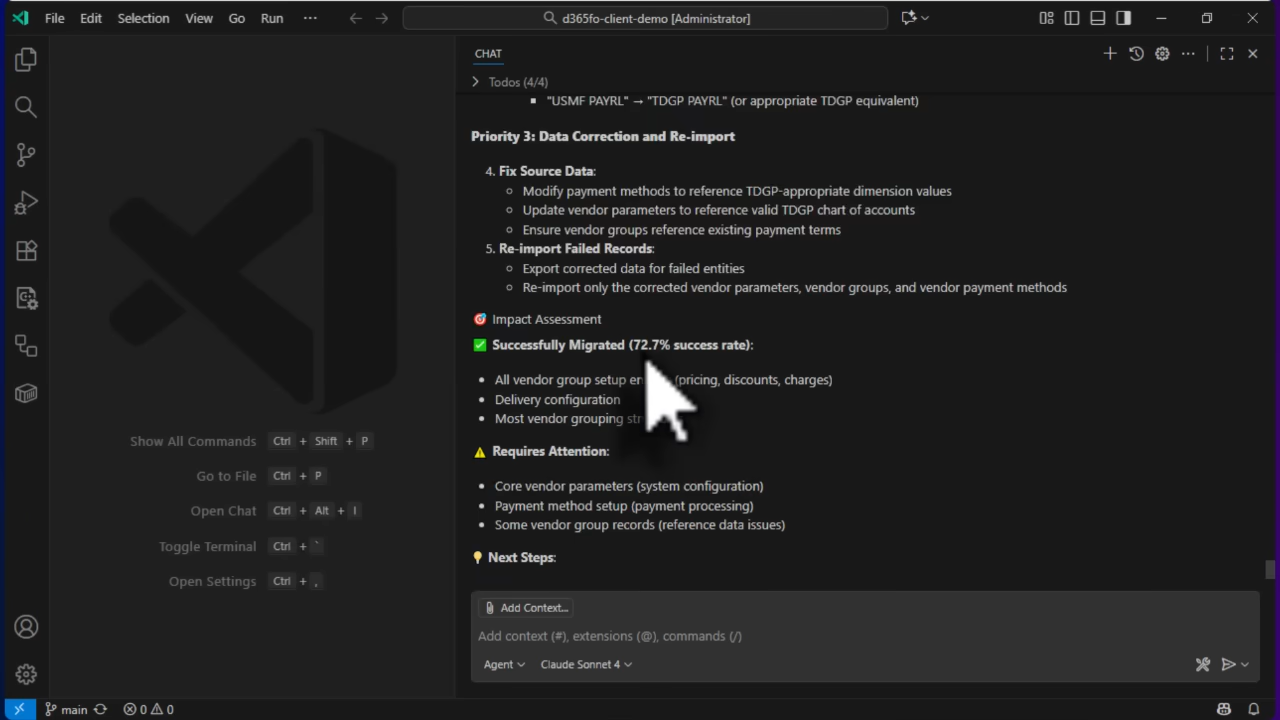 File Edit Selection View Go Run ··· d365fo-client-demo [Administrator]
CHAT
Todos (4/4)
"USMF PAYRL" → "TDGP PAYRL" (or appropriate TDGP equivalent)
Priority 3: Data Correction and Re-import
4. Fix Source Data:
Modify payment methods to reference TDGP-appropriate dimension values
Update vendor parameters to reference valid TDGP chart of accounts
Ensure vendor groups reference existing payment terms
5. Re-import Failed Records:
Export corrected data for failed entities
Re-import only the corrected vendor parameters, vendor groups, and vendor payment methods
🎯 Impact Assessment
✅ Successfully Migrated (72.7% success rate):
All vendor group setup (pricing, discounts, charges)
Delivery configuration
Most vendor grouping
⚠ Requires Attention:
Core vendor parameters (system configuration)
Payment method setup (payment processing)
Some vendor group records (reference data issues)
💡 Next Steps:
Show All Commands Ctrl + Shift + P
Go to File Ctrl + P
Open Chat Ctrl + Alt + I
Toggle Terminal Ctrl + `
Open Settings Ctrl + ,
Add Context...
Add context (#), extensions (@), commands (/)
Agent Claude Sonnet 4
main 0 0